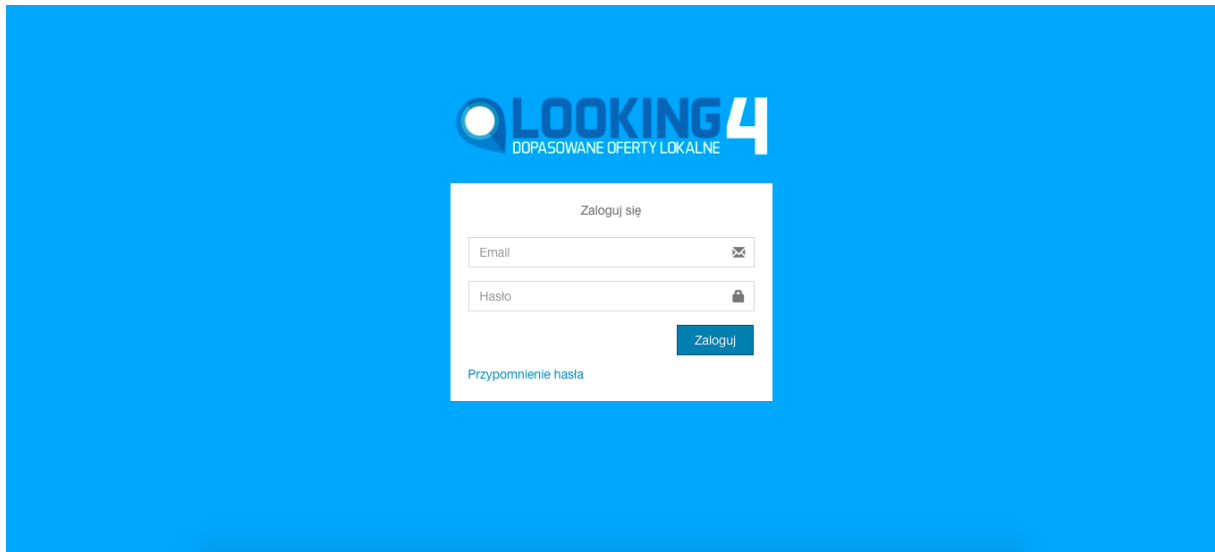 LOOKING4
DOPASOWANE OFERTY LOKALNE
Zaloguj się
Email
Hasło
Zaloguj
Przypomnienie hasła